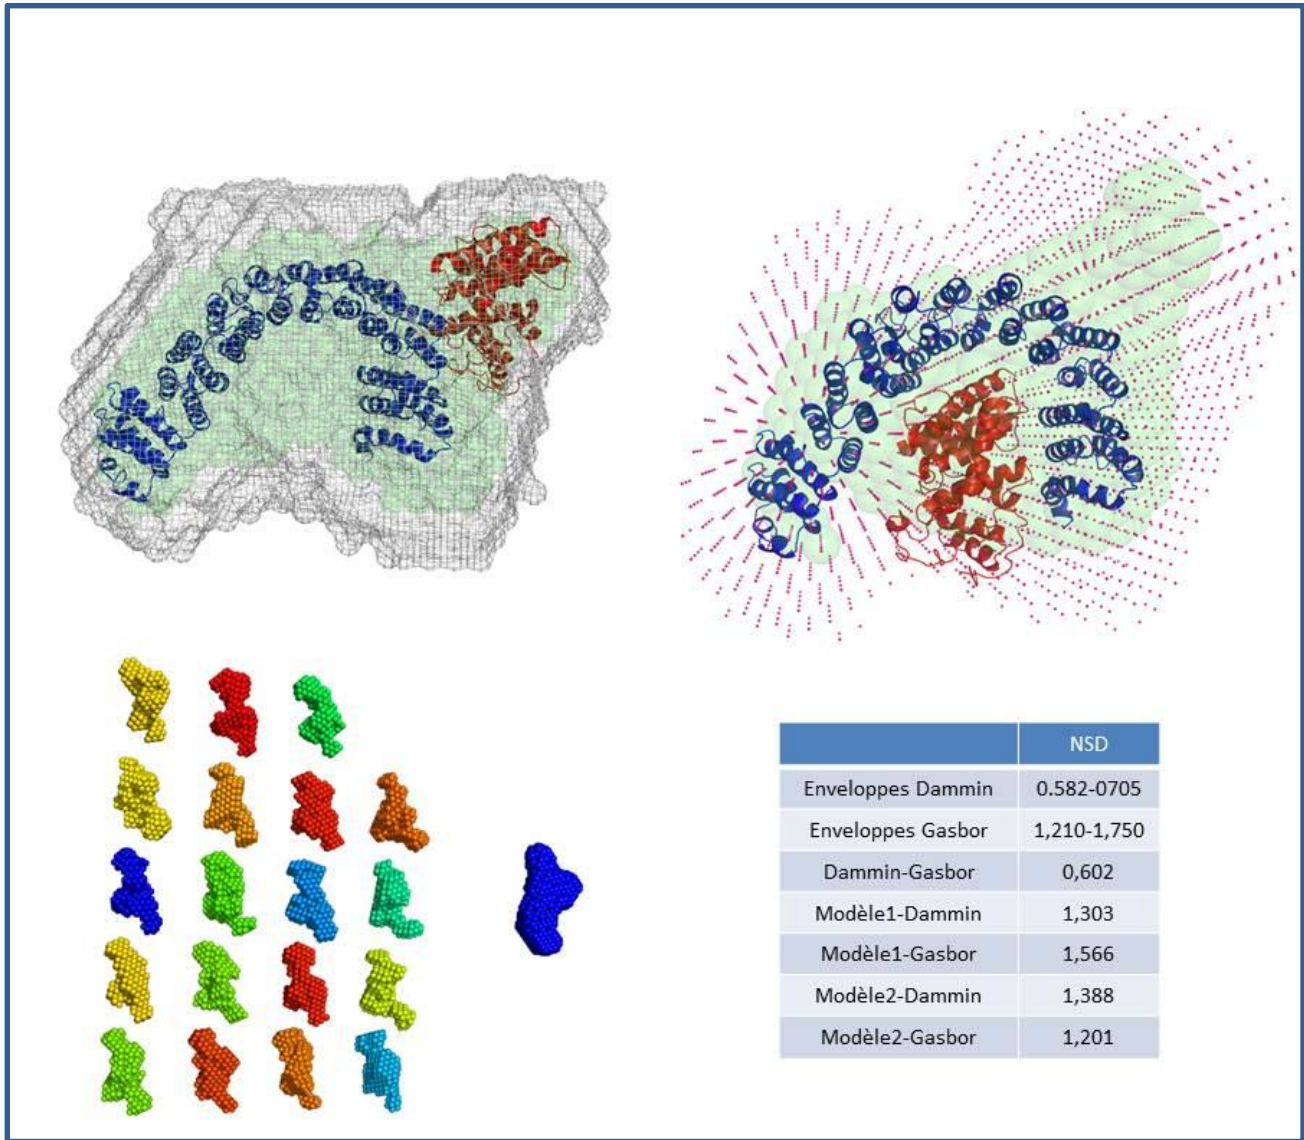 NSD
Enveloppes Dammin 0.582-0705
Enveloppes Gasbor 1,210-1,750
Dammin-Gasbor 0,602
Modèle1-Dammin 1,303
Modèle1-Gasbor 1,566
Modèle2-Dammin 1,388
Modèle2-Gasbor 1,201